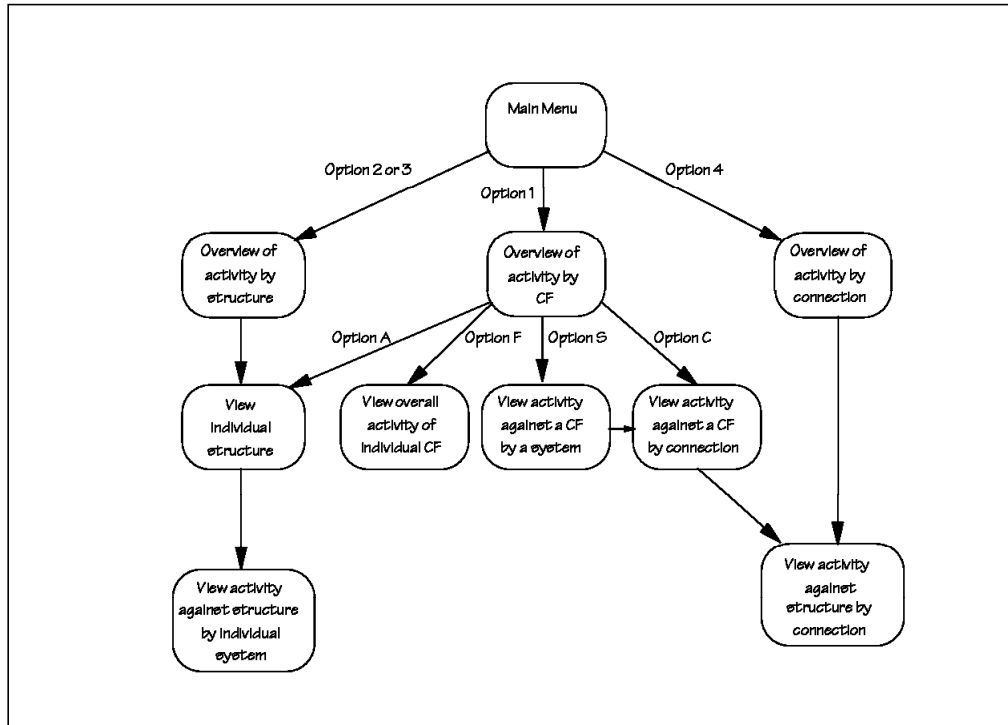 Main Menu
Option 2 or 3
Option 1
Option 4
Overview of
activity by
structure
Overview of
activity by
CF
Overview of
activity by
connection
Option A
Option F
Option S
Option C
View
individual
structure
View overall
activity of
individual CF
View activity
against a CF
by a system
View activity
against a CF
by connection
View activity
against structure
by individual
system
View activity
against
structure by
connection